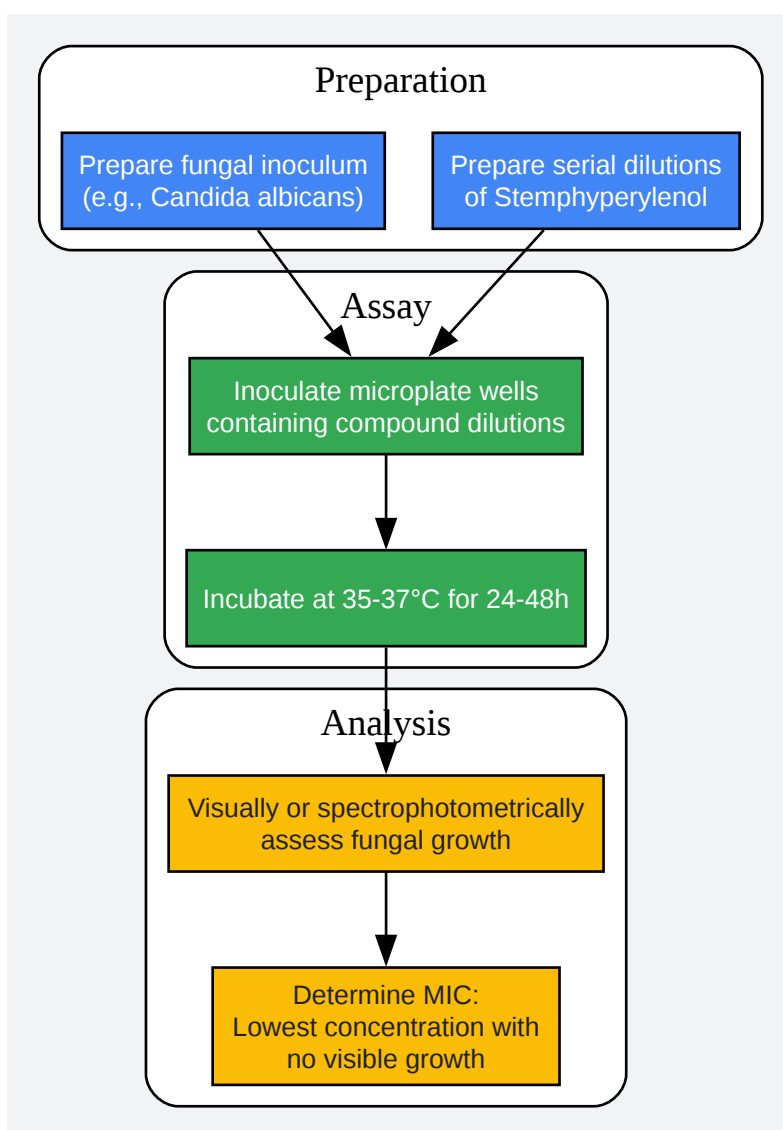 Preparation
Prepare fungal inoculum
(e.g., Candida albicans)
Prepare serial dilutions
of Stemphyperylenol
Assay
Inoculate microplate wells
containing compound dilutions
Incubate at 35-37°C for 24-48h
Analysis
Visually or spectrophotometrically
assess fungal growth
Determine MIC:
Lowest concentration with
no visible growth